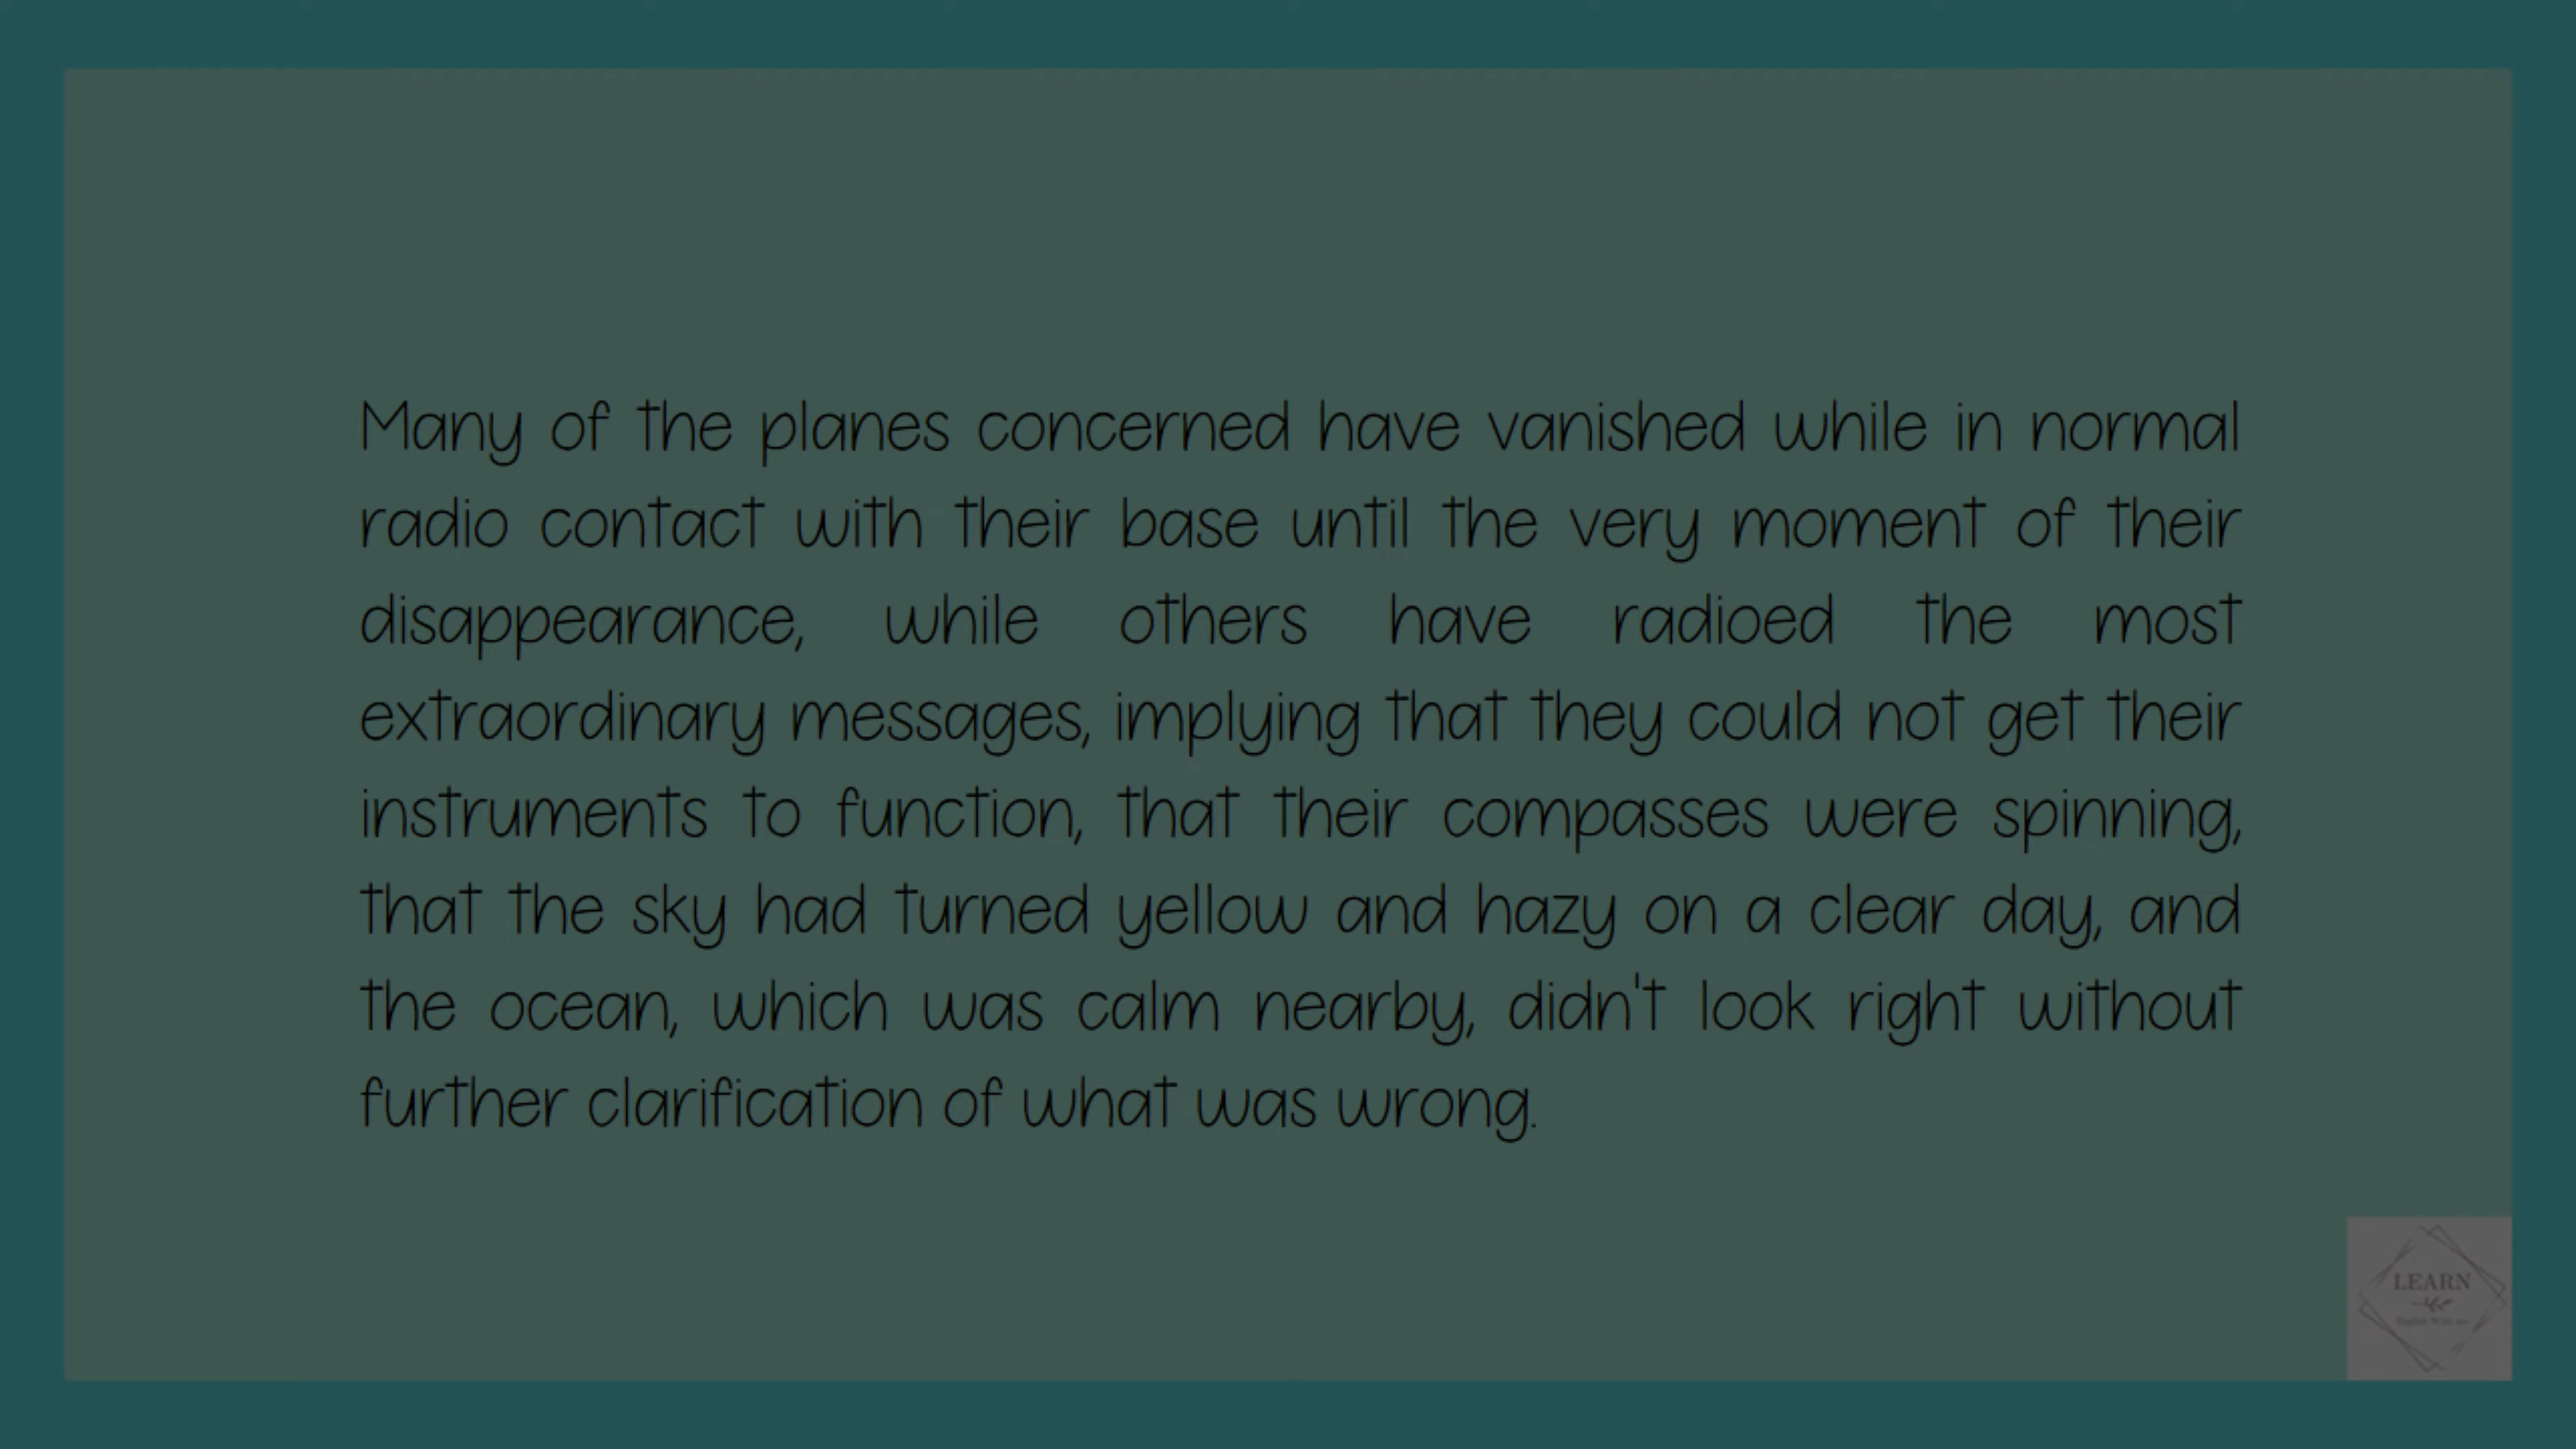 Many of the planes concerned have vanished while in normal
radio contact with their base until the very moment of their
disappearance, while others have radioed the most
extraordinary messages, implying that they could not get their
instruments to function, that their compasses were spinning,
that the sky had turned yellow and hazy on a clear day, and
the ocean, which was calm nearby, didn't look right without
further clarification of what was wrong.
LEARN
English With me